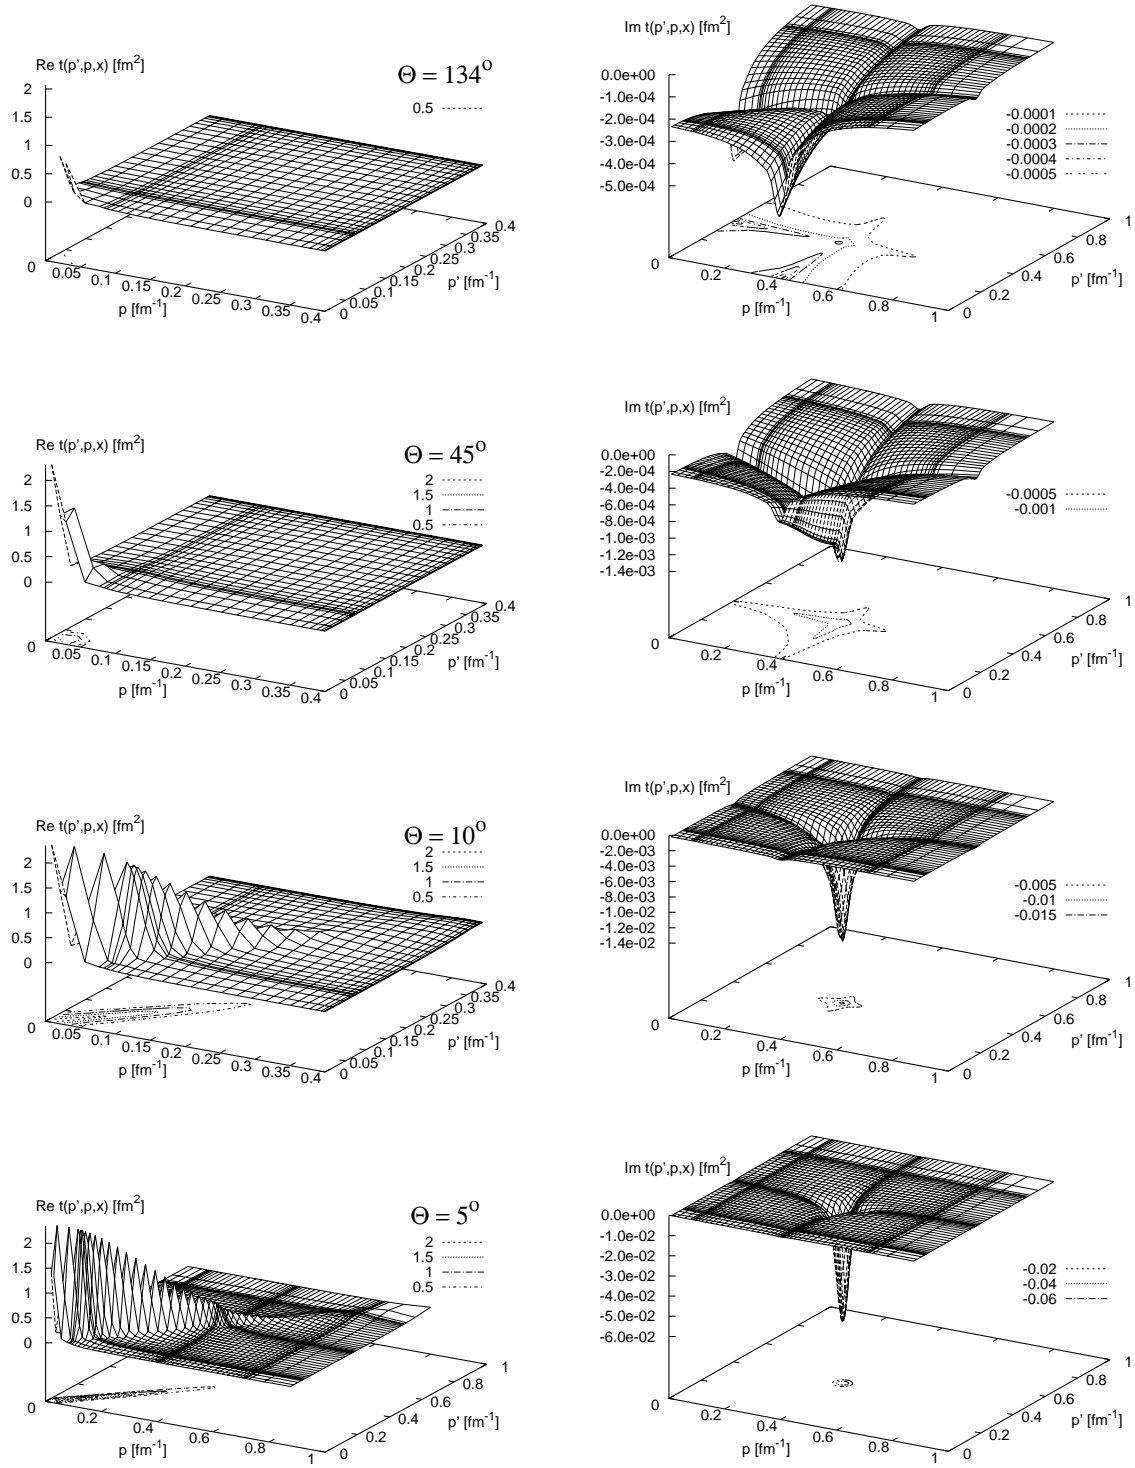 Re t(p',p,x) [fm2]
Θ = 134o
0.5
2
1.5
1
0.5
0
0
0.05
0.1
0.15
0.2
0.25
0.3
0.35
0.4
p [fm-1]
0
0.05
0.1
0.15
0.2
0.25
0.3
0.35
0.4
p' [fm-1]
Im t(p',p,x) [fm2]
0.0e+00
-1.0e-04
-2.0e-04
-3.0e-04
-4.0e-04
-5.0e-04
-0.0001
-0.0002
-0.0003
-0.0004
-0.0005
0
0.2
0.4
0.6
0.8
1
p [fm-1]
0
0.2
0.4
0.6
0.8
1
p' [fm-1]
Re t(p',p,x) [fm2]
Θ = 45o
2
1.5
1
0.5
2
1.5
1
0.5
0
0
0.05
0.1
0.15
0.2
0.25
0.3
0.35
0.4
p [fm-1]
0
0.05
0.1
0.15
0.2
0.25
0.3
0.35
0.4
p' [fm-1]
Im t(p',p,x) [fm2]
0.0e+00
-2.0e-04
-4.0e-04
-6.0e-04
-8.0e-04
-1.0e-03
-1.2e-03
-1.4e-03
-0.0005
-0.001
0
0.2
0.4
0.6
0.8
1
p [fm-1]
0
0.2
0.4
0.6
0.8
1
p' [fm-1]
Re t(p',p,x) [fm2]
Θ = 10o
2
1.5
1
0.5
2
1.5
1
0.5
0
0
0.05
0.1
0.15
0.2
0.25
0.3
0.35
0.4
p [fm-1]
0
0.05
0.1
0.15
0.2
0.25
0.3
0.35
0.4
p' [fm-1]
Im t(p',p,x) [fm2]
0.0e+00
-2.0e-03
-4.0e-03
-6.0e-03
-8.0e-03
-1.0e-02
-1.2e-02
-1.4e-02
-0.005
-0.01
-0.015
0
0.2
0.4
0.6
0.8
1
p [fm-1]
0
0.2
0.4
0.6
0.8
1
p' [fm-1]
Re t(p',p,x) [fm2]
Θ = 5o
2
1.5
1
0.5
2
1.5
1
0.5
0
0
0.2
0.4
0.6
0.8
1
p [fm-1]
0
0.2
0.4
0.6
0.8
1
p' [fm-1]
Im t(p',p,x) [fm2]
0.0e+00
-1.0e-02
-2.0e-02
-3.0e-02
-4.0e-02
-5.0e-02
-6.0e-02
-0.02
-0.04
-0.06
0
0.2
0.4
0.6
0.8
1
p [fm-1]
0
0.2
0.4
0.6
0.8
1
p' [fm-1]